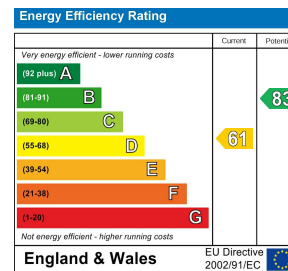 Energy Efficiency Rating
Current
Very energy efficient - lower running costs
(92 plus) A
(81-91) B
83
(69-80) C
(55-68) D
61
(39-54) E
(21-38) F
(1-20) G
Not energy efficient - higher running costs
England & Wales
EU Directive
2002/91/EC